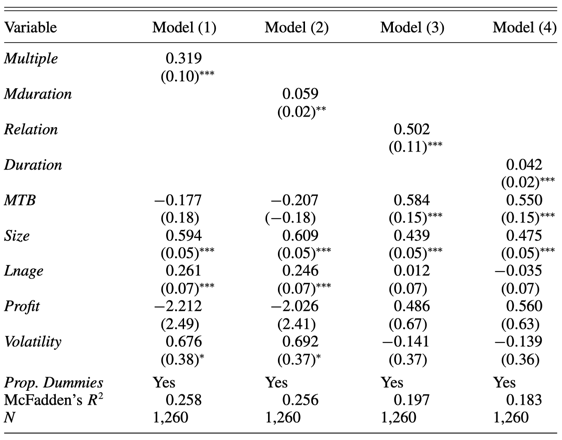 Variable Model (1) Model (2) Model (3) Model (4)
Multiple 0.319
(0.10)***
Mduration 0.059
(0.02)**
Relation 0.502
(0.11)***
Duration 0.042
(0.02)***
MTB −0.177 −0.207 0.584 0.550
(0.18) (−0.18) (0.15)*** (0.15)***
Size 0.594 0.609 0.439 0.475
(0.05)*** (0.05)*** (0.05)*** (0.05)***
Lnage 0.261 0.246 0.012 −0.035
(0.07)*** (0.07)*** (0.07) (0.07)
Profit −2.212 −2.026 0.486 0.560
(2.49) (2.41) (0.67) (0.63)
Volatility 0.676 0.692 −0.141 −0.139
(0.38)* (0.37)* (0.37) (0.36)
Prop. Dummies Yes Yes Yes Yes
McFadden's R² 0.258 0.256 0.197 0.183
N 1,260 1,260 1,260 1,260